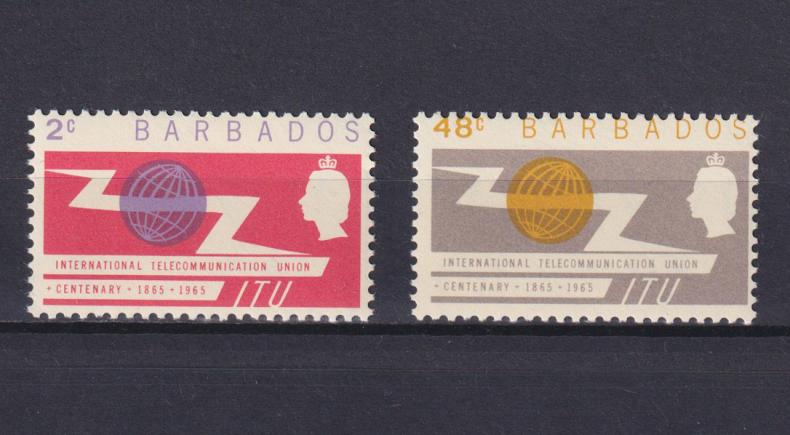 2c BARBADOS
INTERNATIONAL TELECOMMUNICATION UNION
+ CENTENARY + 1865 + 1965 ITU
48c BARBADOS
INTERNATIONAL TELECOMMUNICATION UNION
+ CENTENARY + 1865 + 1965 ITU